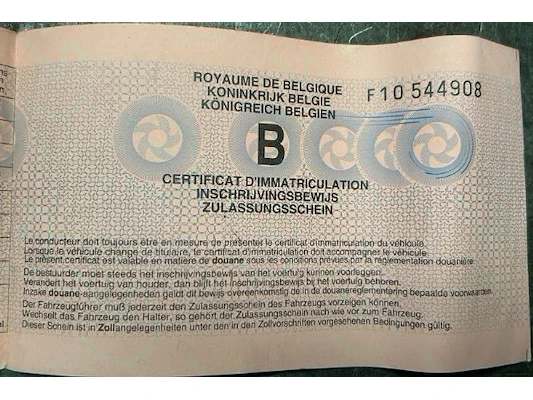 ROYAUME DE BELGIQUE
KONINKRIJK BELGIE
KÖNIGREICH BELGIEN
F10 544908
B
CERTIFICAT D'IMMATRICULATION
INSCHRIJVINGSBEWIJS
ZULASSUNGSSCHEIN
Le conducteur doit toujours être en mesure de présenter le certificat d'immatriculation du véhicule.
Lorsque le véhicule change de titulaire, le certificat d'immatriculation doit accompagner le véhicule.
Le présent certificat est valable en matière de douane sous les conditions prévues par la réglementation douanière.
De bestuurder moet steeds het inschrijvingsbewijs van het voertuig kunnen voorleggen.
Verandert het voertuig van houder, dan blijft het inschrijvingsbewijs bij het voertuig behoren.
Inzake douane-aangelegenheden geldt dit bewijs overeenkomstig de in de douanereglementering bepaalde voorwaarden.
Der Fahrzeugführer muß jederzeit den Zulassungsschein des Fahrzeugs vorzeigen können.
Wechselt das Fahrzeug den Halter, so gehört der Zulassungsschein nach wie vor zum Fahrzeug.
Dieser Schein ist in Zollangelegenheiten unter den in den Zollvorschriften vorgesehenen Bedingungen gültig.